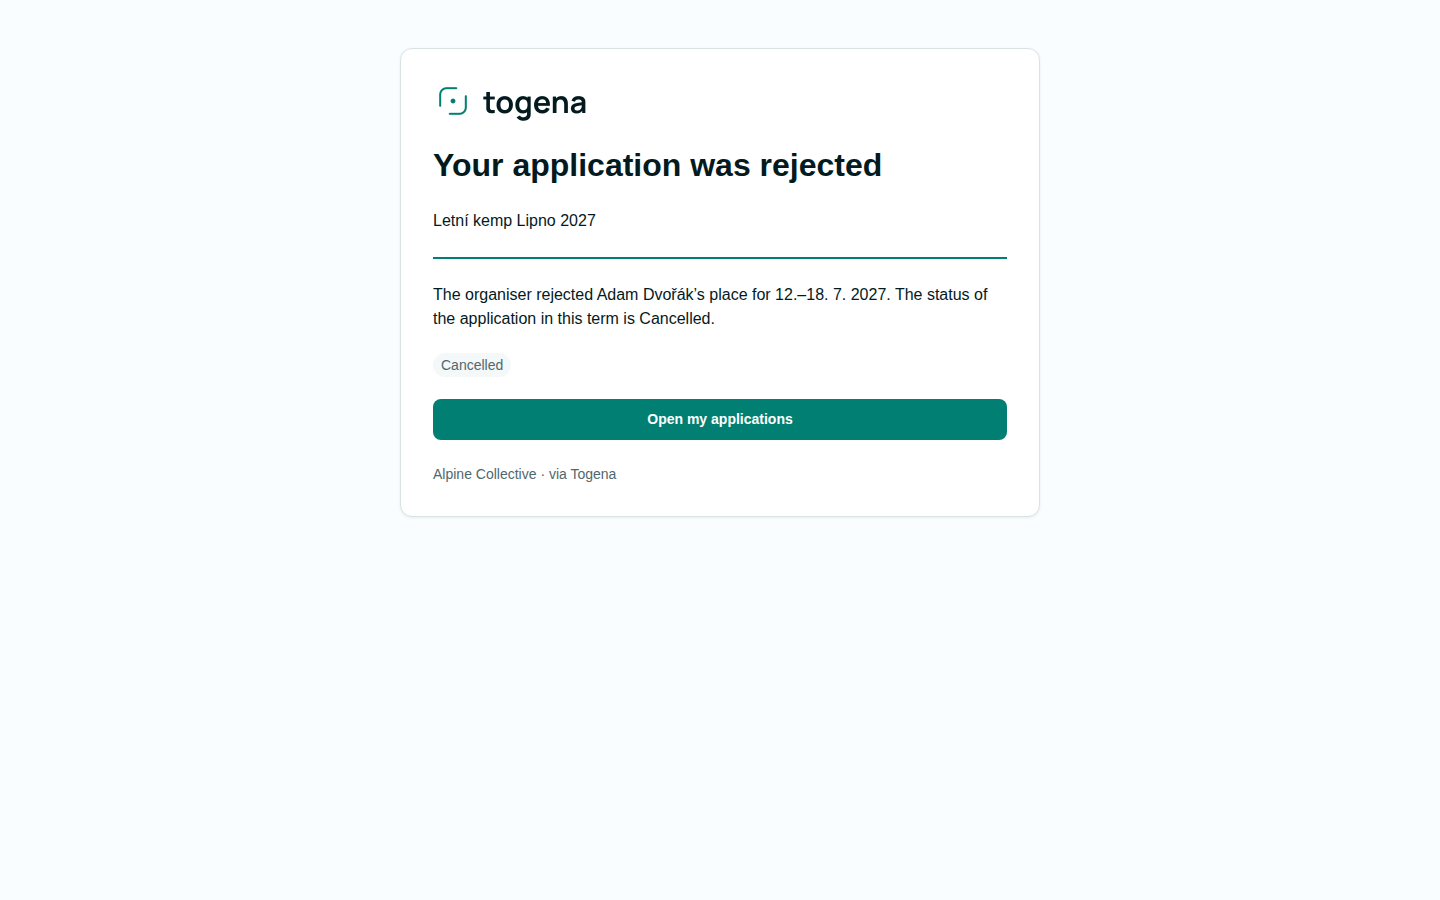 togena
Your application was rejected
Letní kemp Lipno 2027
The organiser rejected Adam Dvořák’s place for 12.–18. 7. 2027. The status of
the application in this term is Cancelled.
Cancelled
Open my applications
Alpine Collective · via Togena